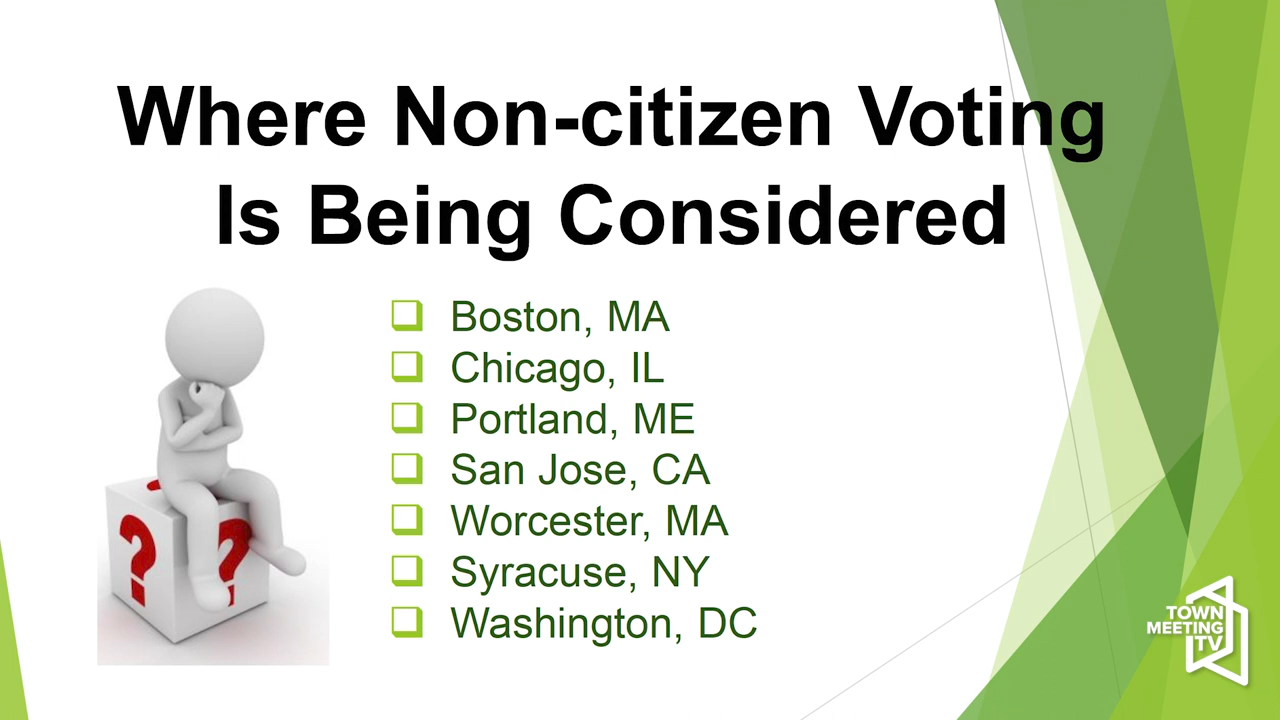 Where Non-citizen Voting
Is Being Considered
Boston, MA
Chicago, IL
Portland, ME
San Jose, CA
Worcester, MA
Syracuse, NY
Washington, DC
? ?
TOWN
MEETING
TV